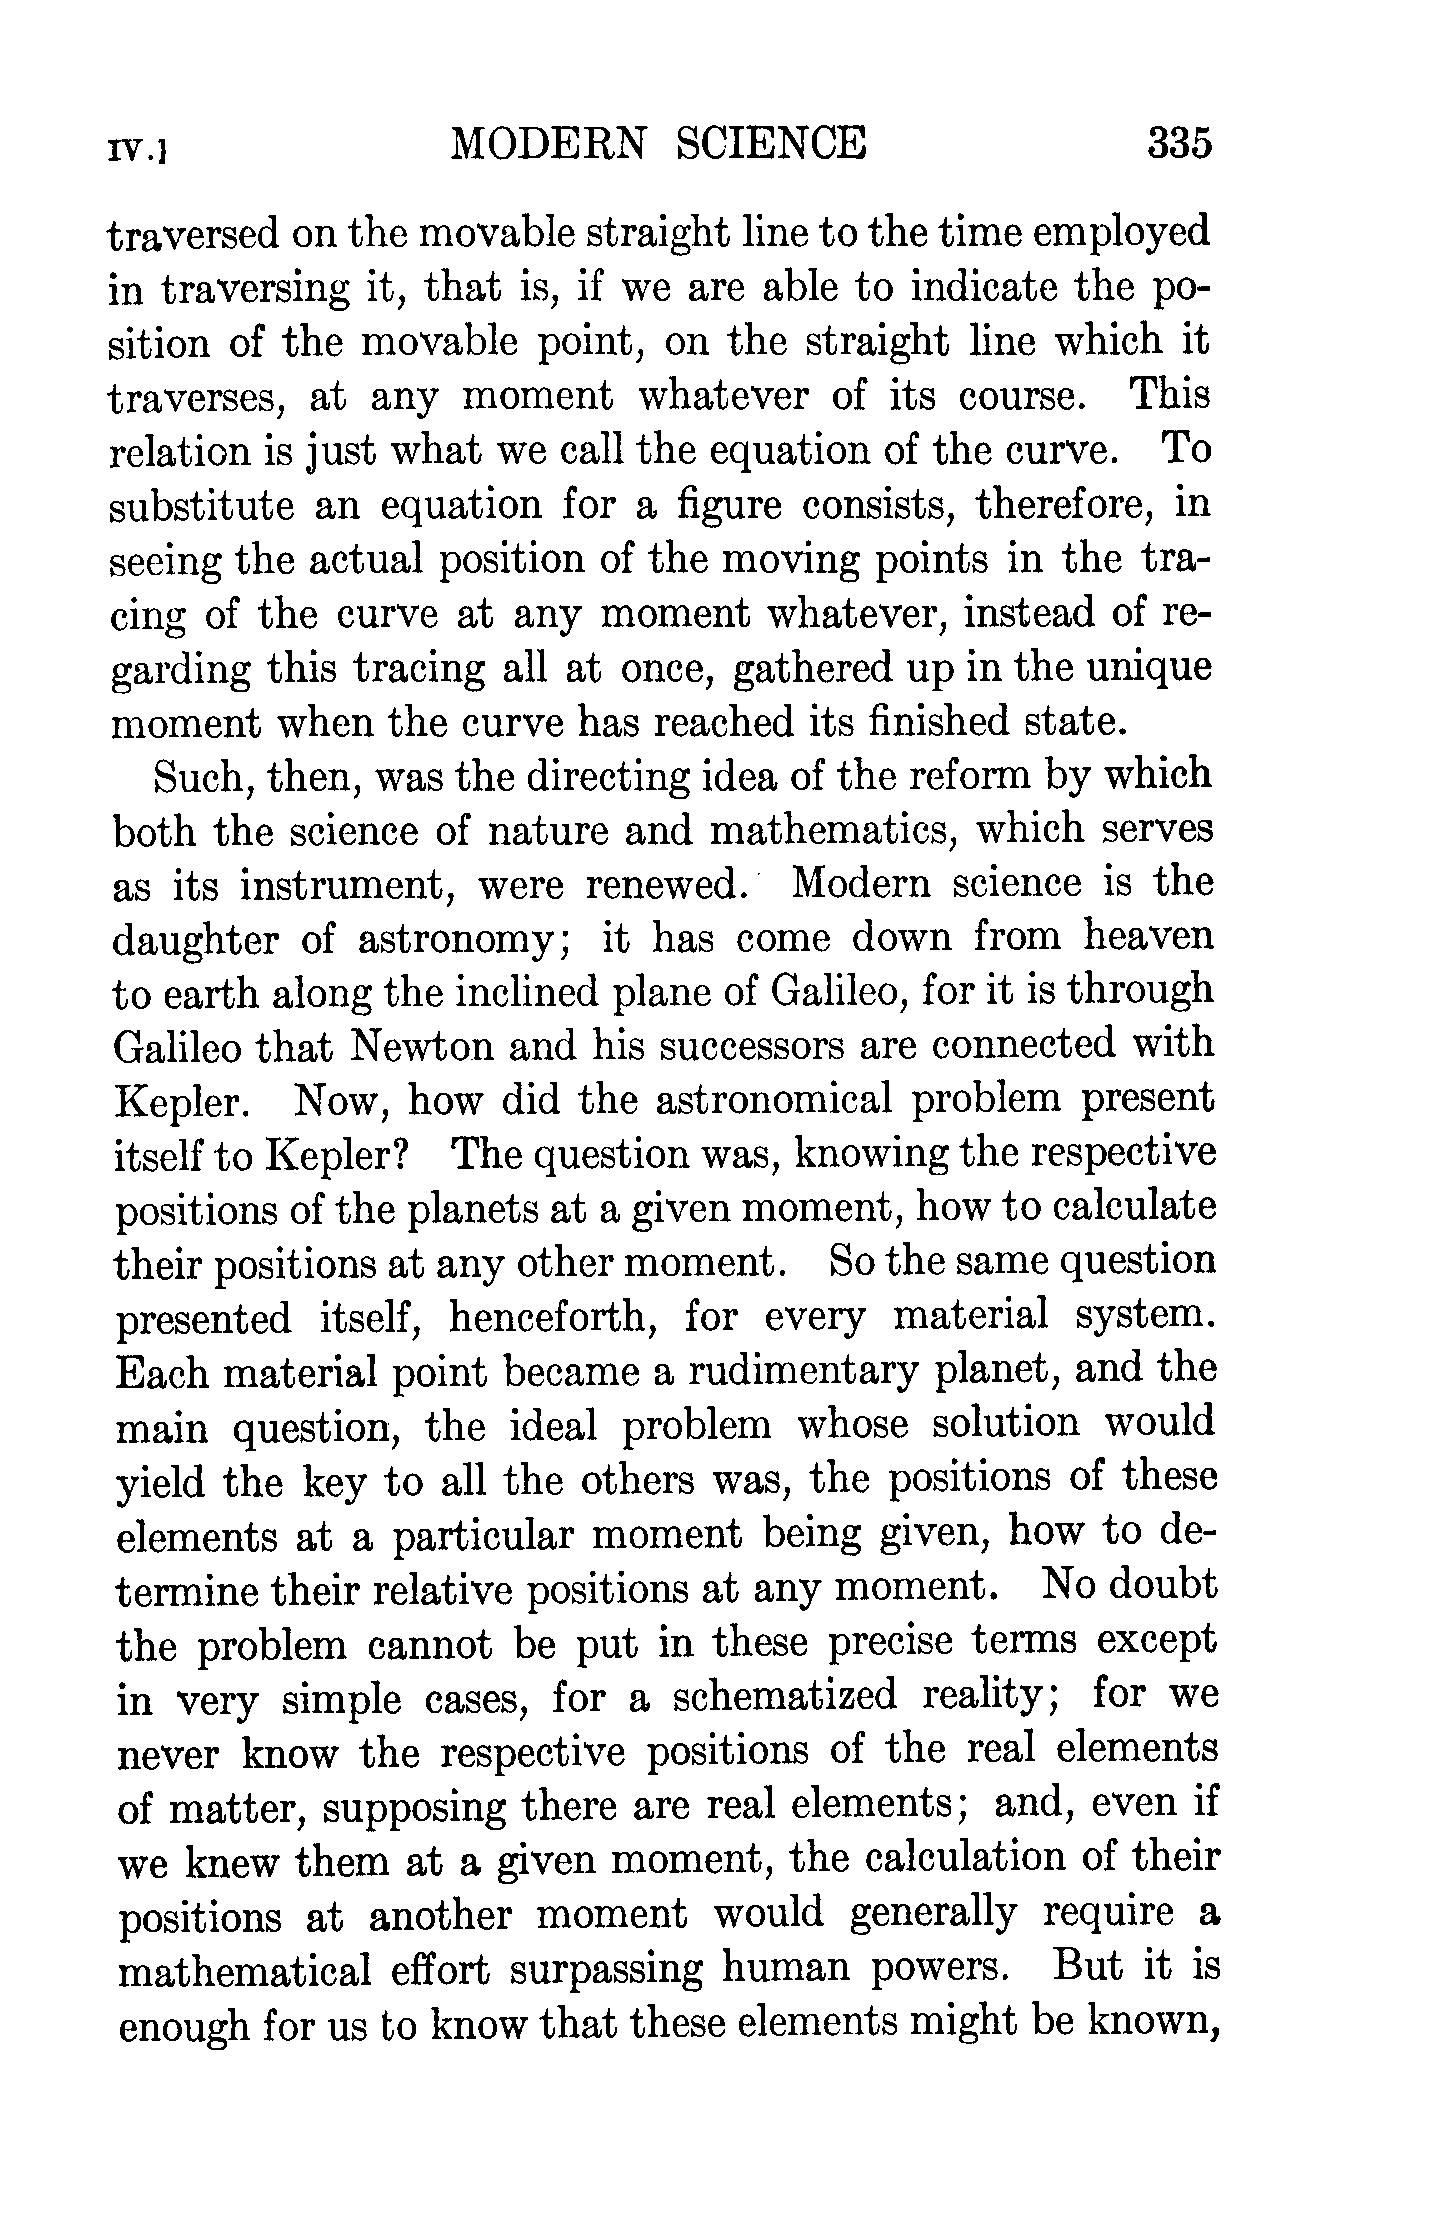 IV.] MODERN SCIENCE 335
traversed on the movable straight line to the time employed
in traversing it, that is, if we are able to indicate the po-
sition of the movable point, on the straight line which it
traverses, at any moment whatever of its course. This
relation is just what we call the equation of the curve. To
substitute an equation for a figure consists, therefore, in
seeing the actual position of the moving points in the tra-
cing of the curve at any moment whatever, instead of re-
garding this tracing all at once, gathered up in the unique
moment when the curve has reached its finished state.
Such, then, was the directing idea of the reform by which
both the science of nature and mathematics, which serves
as its instrument, were renewed. Modern science is the
daughter of astronomy; it has come down from heaven
to earth along the inclined plane of Galileo, for it is through
Galileo that Newton and his successors are connected with
Kepler. Now, how did the astronomical problem present
itself to Kepler? The question was, knowing the respective
positions of the planets at a given moment, how to calculate
their positions at any other moment. So the same question
presented itself, henceforth, for every material system.
Each material point became a rudimentary planet, and the
main question, the ideal problem whose solution would
yield the key to all the others was, the positions of these
elements at a particular moment being given, how to de-
termine their relative positions at any moment. No doubt
the problem cannot be put in these precise terms except
in very simple cases, for a schematized reality; for we
never know the respective positions of the real elements
of matter, supposing there are real elements; and, even if
we knew them at a given moment, the calculation of their
positions at another moment would generally require a
mathematical effort surpassing human powers. But it is
enough for us to know that these elements might be known,